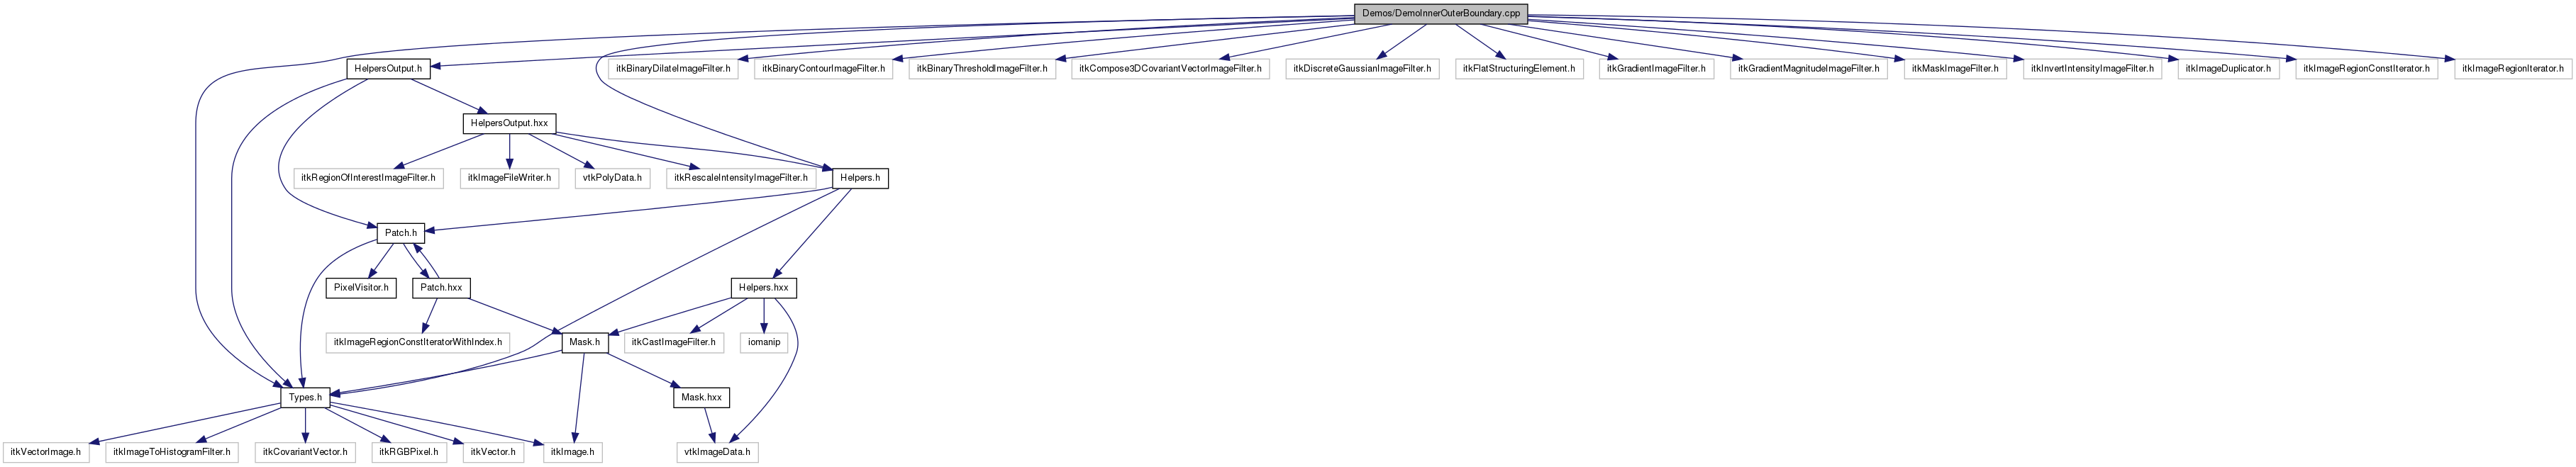 Demos/DemoInnerOuterBoundary.cpp
HelpersOutput.h
itkBinaryDilateImageFilter.h
itkBinaryContourImageFilter.h
itkBinaryThresholdImageFilter.h
itkCompose3DCovariantVectorImageFilter.h
itkDiscreteGaussianImageFilter.h
itkFlatStructuringElement.h
itkGradientImageFilter.h
itkGradientMagnitudeImageFilter.h
itkMaskImageFilter.h
itkInvertIntensityImageFilter.h
itkImageDuplicator.h
itkImageRegionConstIterator.h
itkImageRegionIterator.h
HelpersOutput.hxx
itkRegionOfInterestImageFilter.h
itkImageFileWriter.h
vtkPolyData.h
itkRescaleIntensityImageFilter.h
Helpers.h
Patch.h
PixelVisitor.h
Patch.hxx
Helpers.hxx
itkImageRegionConstIteratorWithIndex.h
Mask.h
itkCastImageFilter.h
iomanip
Types.h
Mask.hxx
itkVectorImage.h
itkImageToHistogramFilter.h
itkCovariantVector.h
itkRGBPixel.h
itkVector.h
itkImage.h
vtkImageData.h